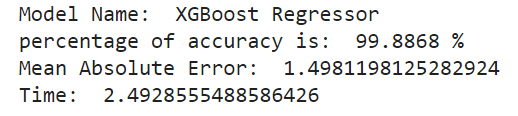 Model Name:  XGBoost Regressor
percentage of accuracy is:  99.8868 %
Mean Absolute Error:  1.4981198125282924
Time:  2.4928555488586426